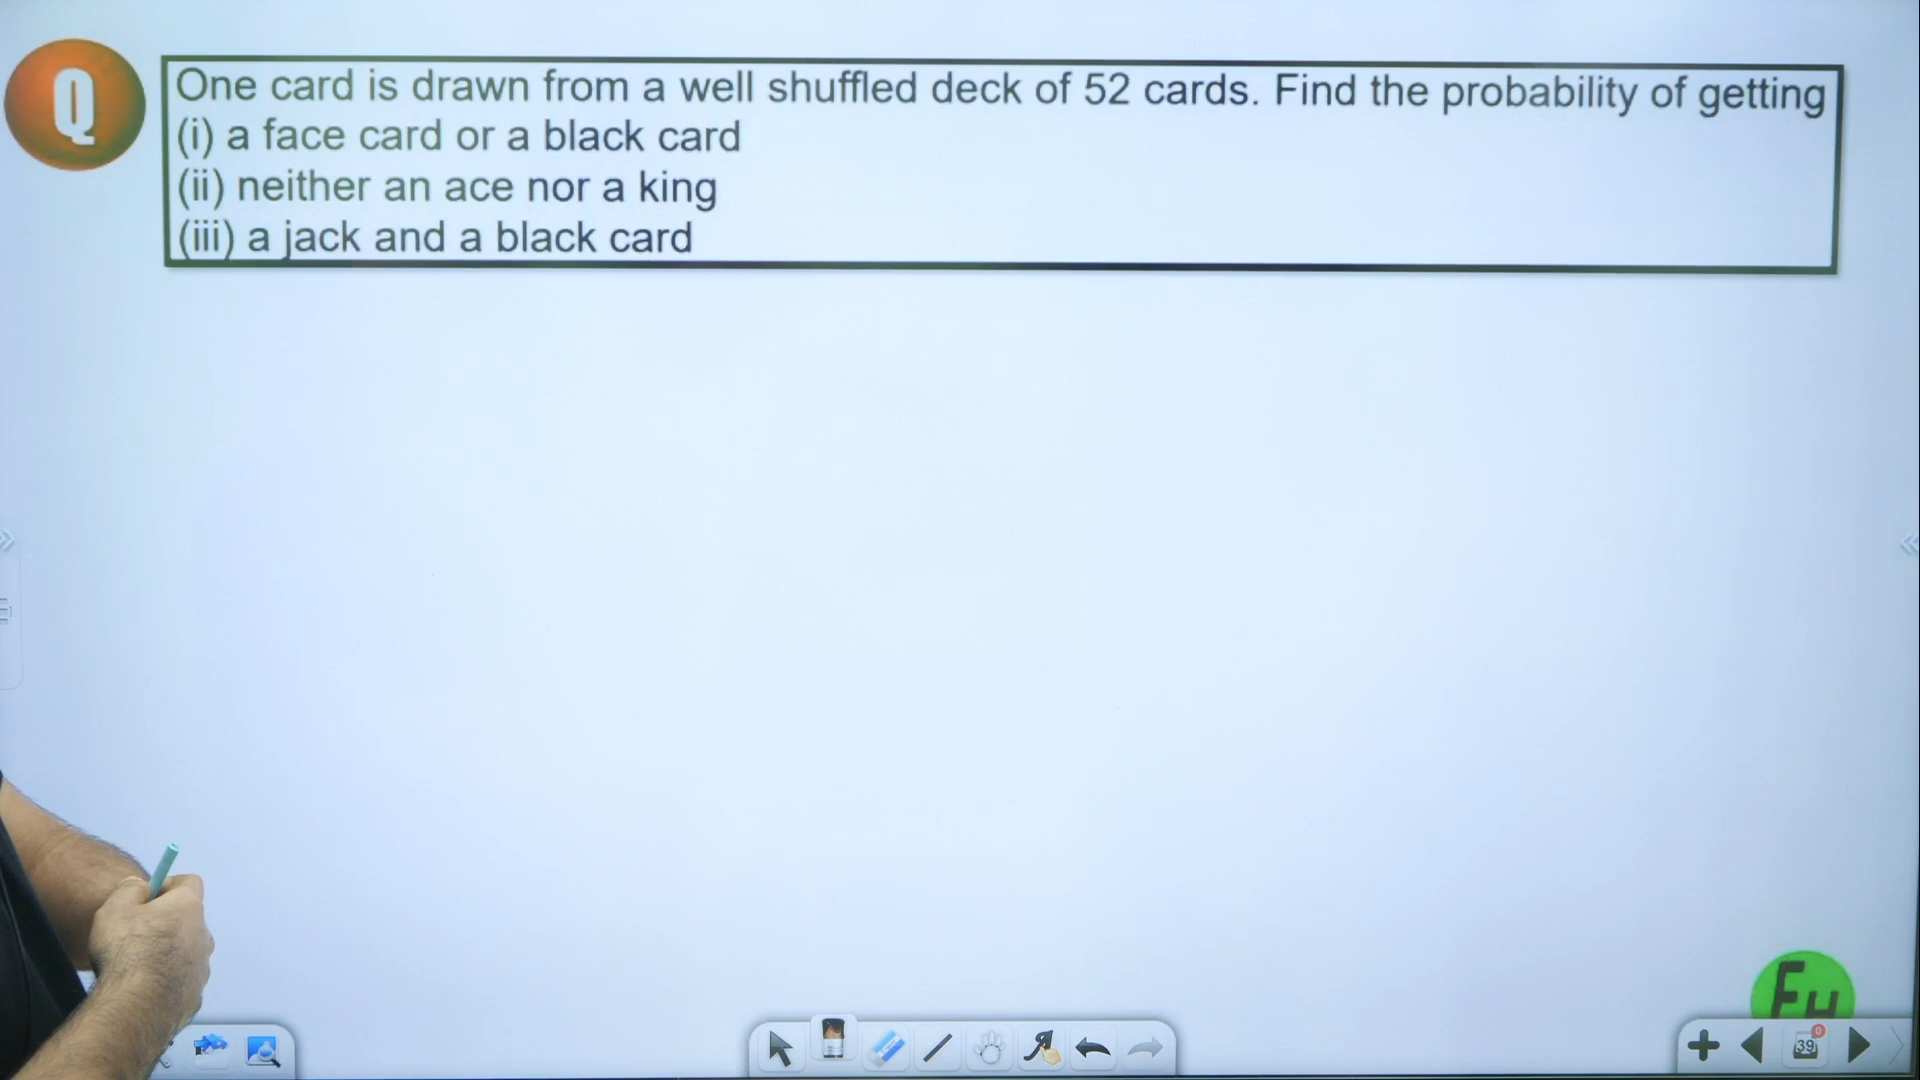 Q
One card is drawn from a well shuffled deck of 52 cards. Find the probability of getting
(i) a face card or a black card
(ii) neither an ace nor a king
(iii) a jack and a black card
39
0